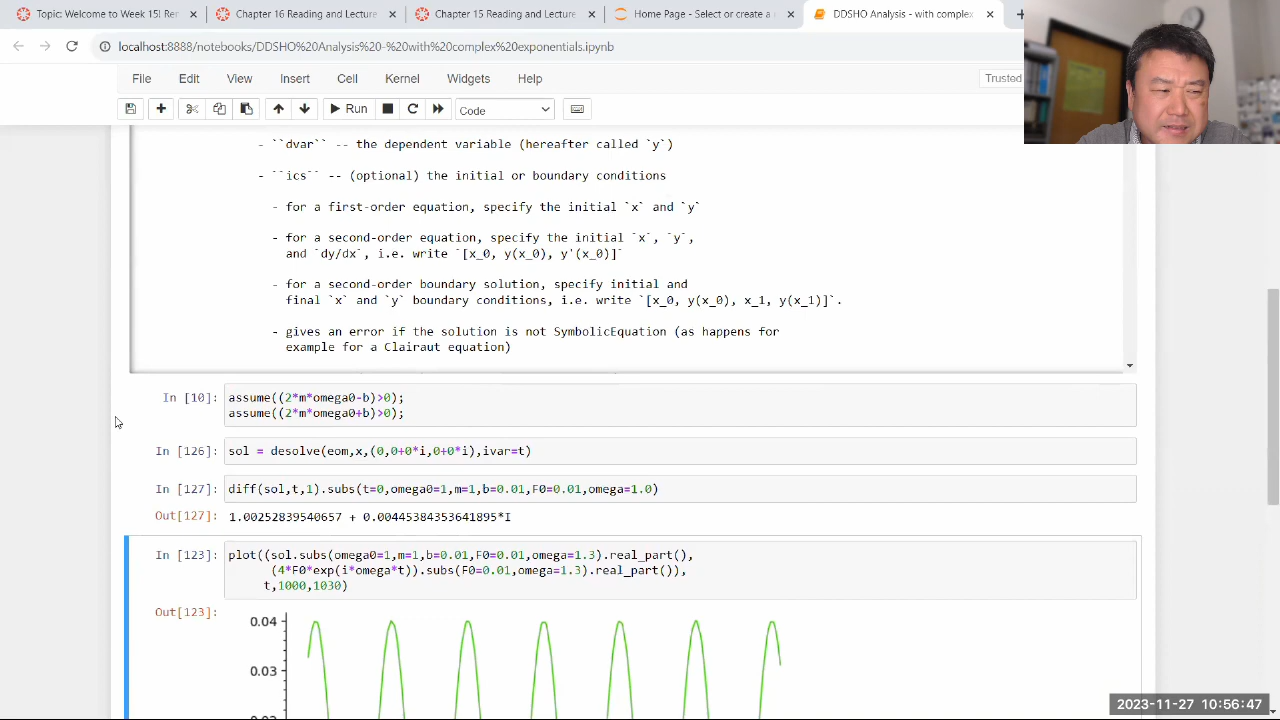 Topic: Welcome to Week 15! Rer
Chapter 16 Reading and Lecture
Chapter 15 Reading and Lecture
Home Page - Select or create a n
DDSHO Analysis - with complex
localhost:8888/notebooks/DDSHO%20Analysis%20-%20with%20complex%20exponentials.ipynb
File Edit View Insert Cell Kernel Widgets Help Trusted
Run Code
- ``dvar`` -- the dependent variable (hereafter called `y`)
- ``ics`` -- (optional) the initial or boundary conditions
- for a first-order equation, specify the initial `x` and `y`
- for a second-order equation, specify the initial `x`, `y`,
and `dy/dx`, i.e. write `[x_0, y(x_0), y'(x_0)]`
- for a second-order boundary solution, specify initial and
final `x` and `y` boundary conditions, i.e. write `[x_0, y(x_0), x_1, y(x_1)]`.
- gives an error if the solution is not SymbolicEquation (as happens for
example for a Clairaut equation)
In [10]: assume((2*m*omega0-b)>0);
assume((2*m*omega0+b)>0);
In [126]: sol = desolve(eom,x,(0,0+0*i,0+0*i),ivar=t)
In [127]: diff(sol,t,1).subs(t=0,omega0=1,m=1,b=0.01,F0=0.01,omega=1.0)
Out[127]: 1.00252839540657 + 0.00445384353641895*I
In [123]: plot((sol.subs(omega0=1,m=1,b=0.01,F0=0.01,omega=1.3).real_part(),
(4*F0*exp(i*omega*t)).subs(F0=0.01,omega=1.3).real_part()),
t,1000,1030)
Out[123]:
0.04
0.03
2023-11-27 10:56:47